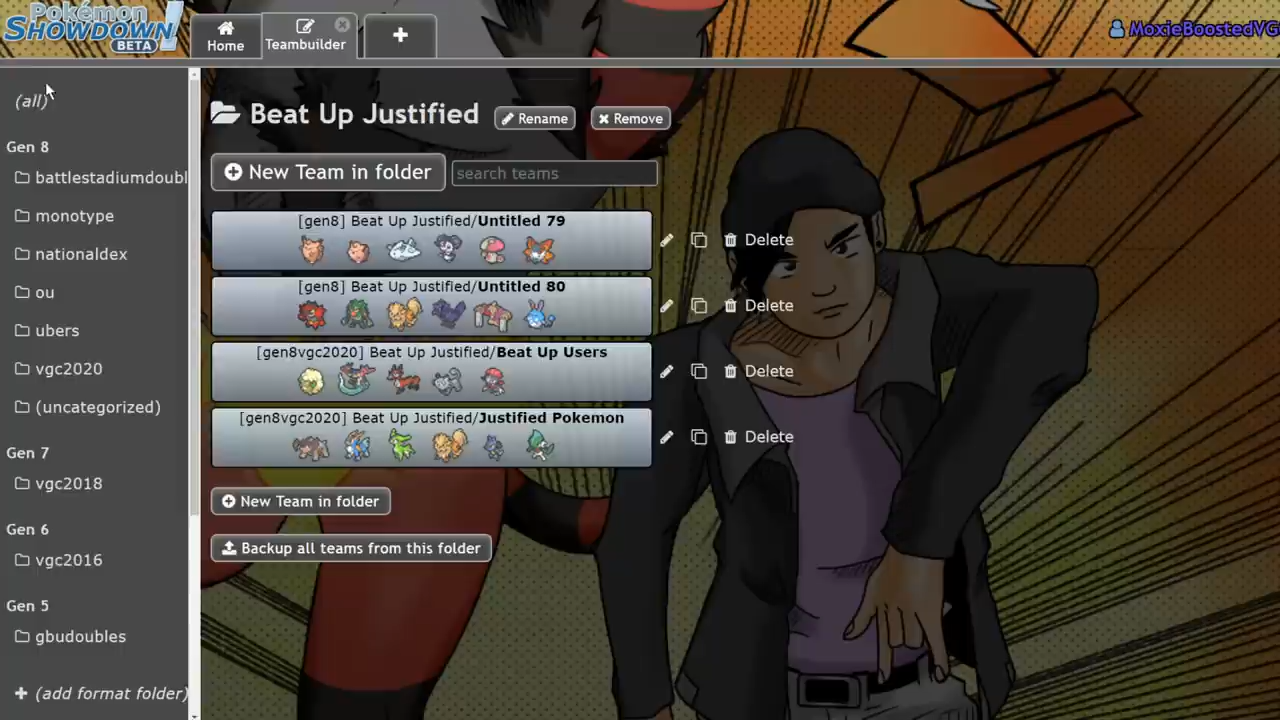 Pokémon
SHOWDOWN!
BETA
Home
Teambuilder
MoxieBoostedVG
(all)
Gen 8
battlestadiumdoubl
monotype
nationaldex
ou
ubers
vgc2020
(uncategorized)
Gen 7
vgc2018
Gen 6
vgc2016
Gen 5
gbudoubles
(add format folder)
Beat Up Justified
Rename
Remove
New Team in folder
search teams
[gen8] Beat Up Justified/Untitled 79
Delete
[gen8] Beat Up Justified/Untitled 80
Delete
[gen8vgc2020] Beat Up Justified/Beat Up Users
Delete
[gen8vgc2020] Beat Up Justified/Justified Pokemon
Delete
New Team in folder
Backup all teams from this folder